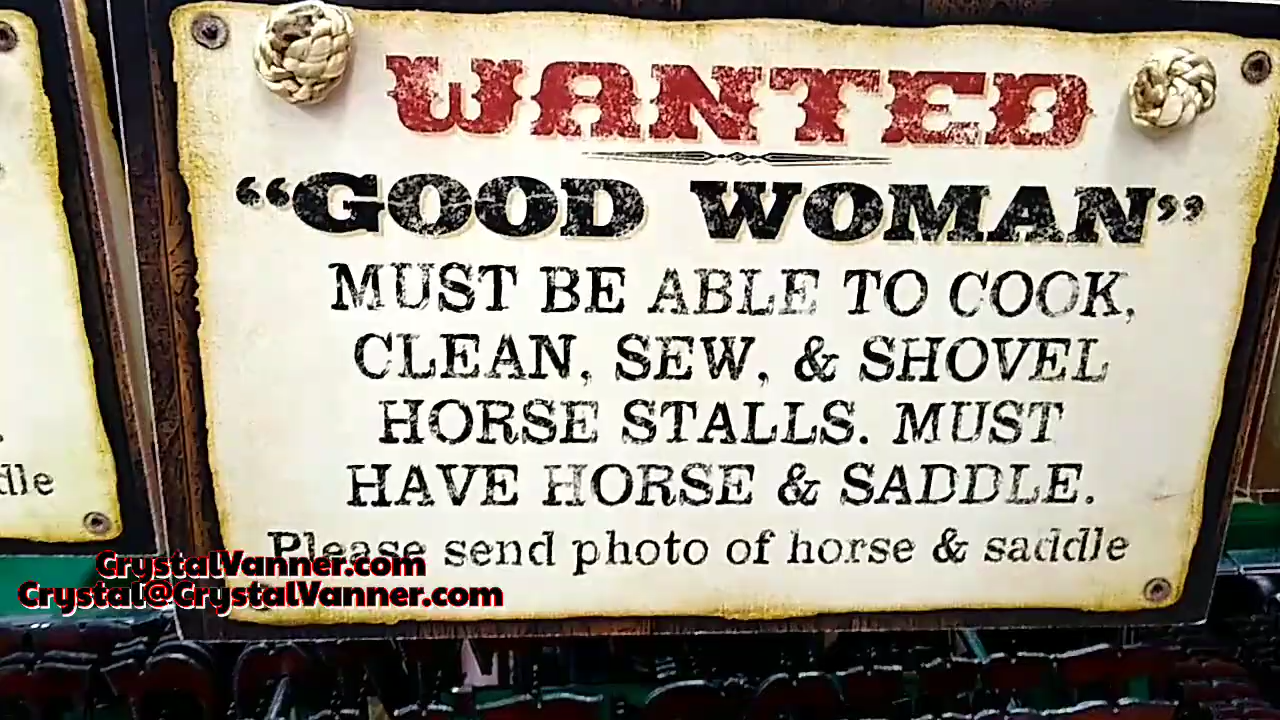 WANTED
“GOOD WOMAN”
MUST BE ABLE TO COOK,
CLEAN, SEW, & SHOVEL
HORSE STALLS. MUST
HAVE HORSE & SADDLE.
Please send photo of horse & saddle
dle
CrystalVanner.com
Crystal@CrystalVanner.com